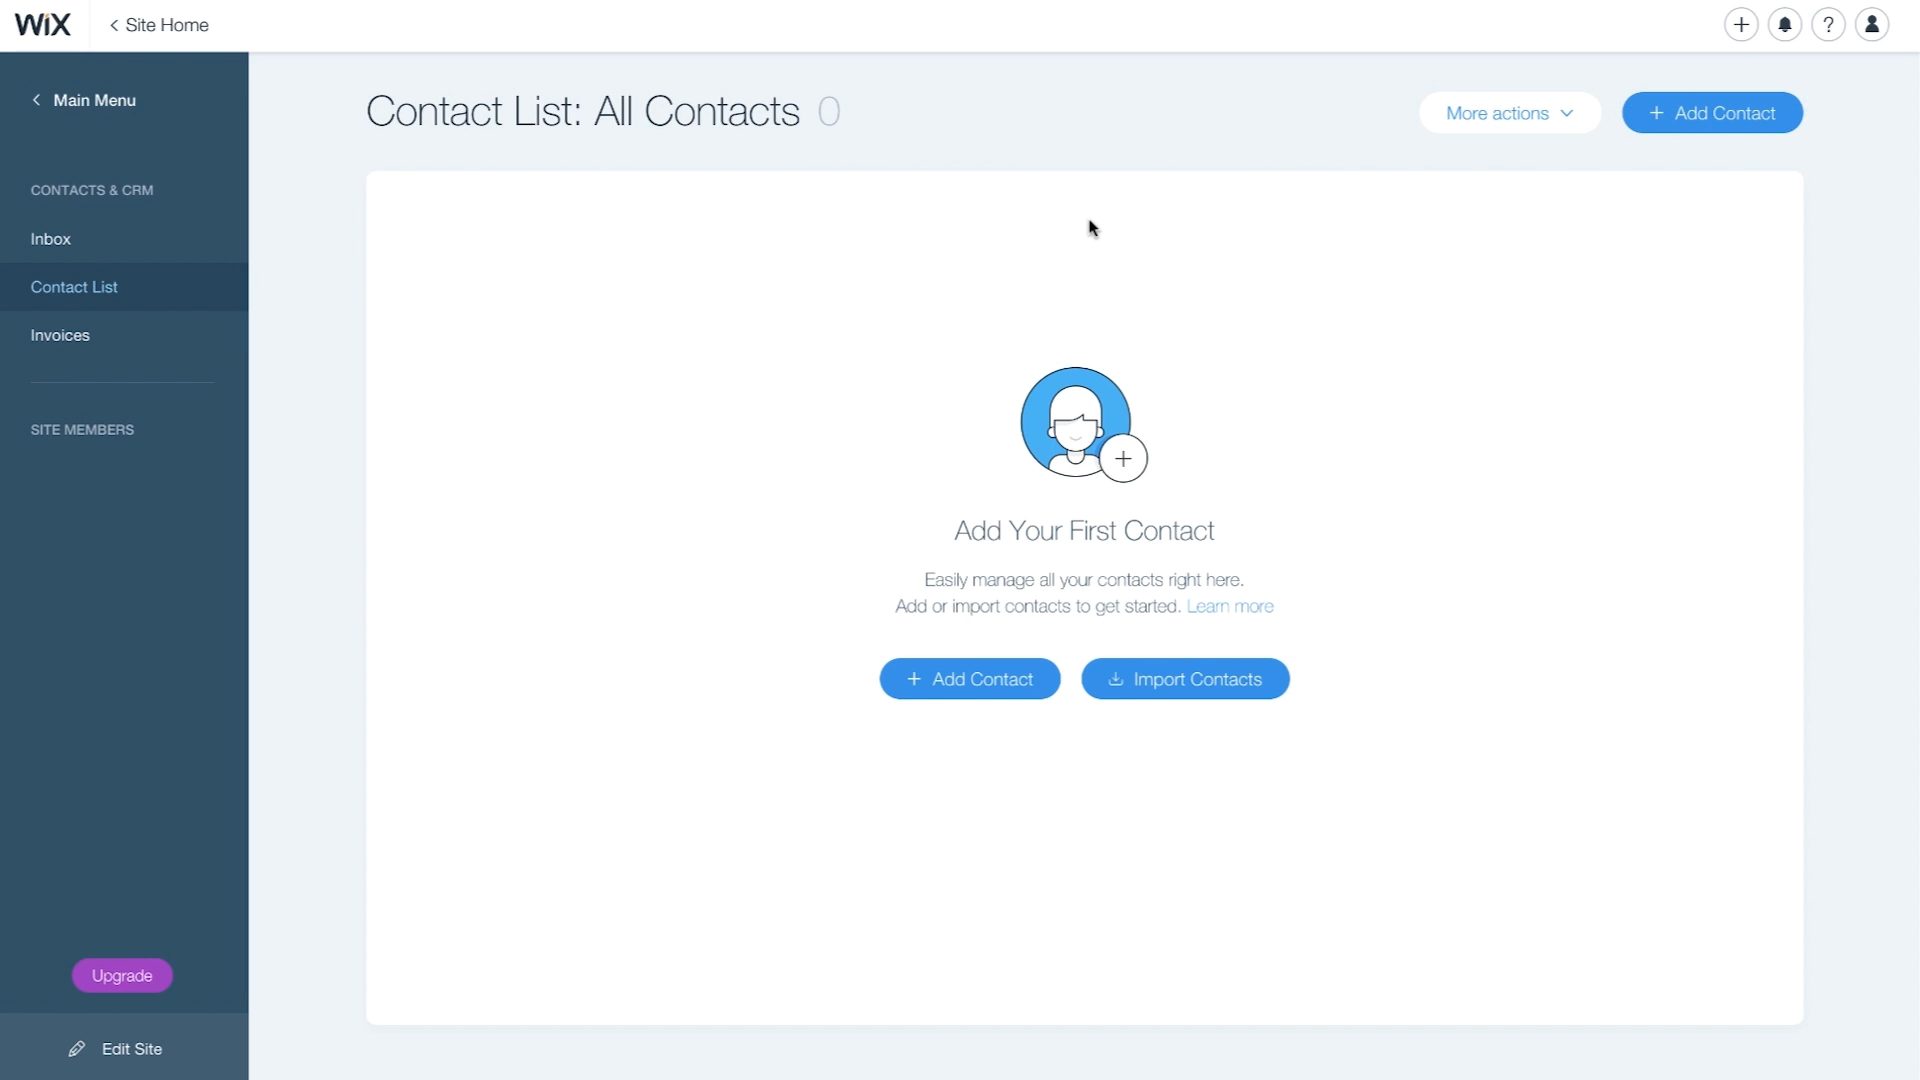 WiX
< Site Home
?
< Main Menu
CONTACTS & CRM
Inbox
Contact List
Invoices
SITE MEMBERS
Upgrade
Edit Site
Contact List: All Contacts 0
More actions
+ Add Contact
Add Your First Contact
Easily manage all your contacts right here.
Add or import contacts to get started. Learn more
+ Add Contact
Import Contacts